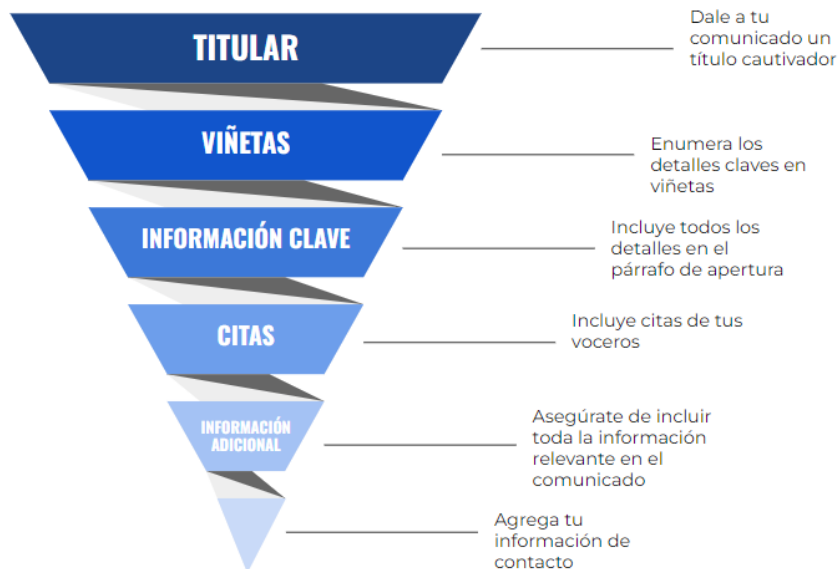 TITULAR
Dale a tu
comunicado un
título cautivador
VIÑETAS
Enumera los
detalles claves en
viñetas
INFORMACIÓN CLAVE
Incluye todos los
detalles en el
párrafo de apertura
CITAS
Incluye citas de tus
voceros
INFORMACIÓN
ADICIONAL
Asegúrate de incluir
toda la información
relevante en el
comunicado
Agrega tu
información de
contacto